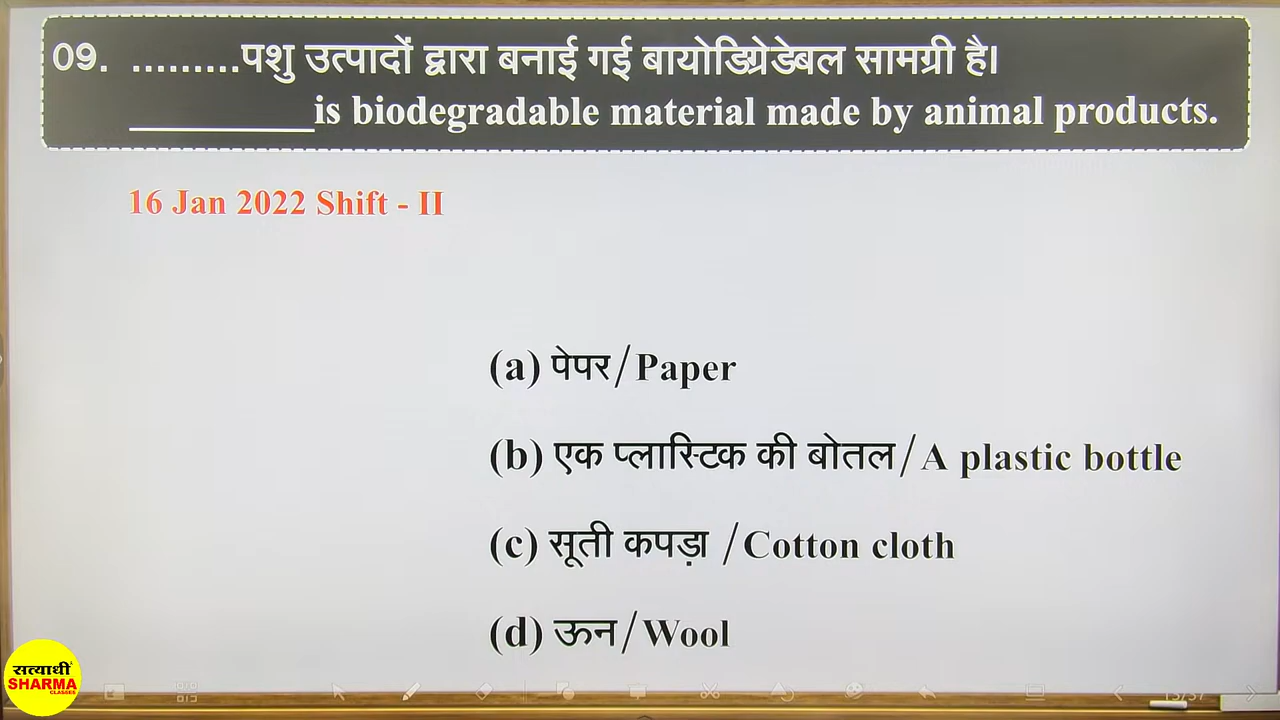 09. .........पशु उत्पादों द्वारा बनाई गई बायोडिग्रेडेबल सामग्री है।
__________is biodegradable material made by animal products.
16 Jan 2022 Shift - II
(a) पेपर/Paper
(b) एक प्लास्टिक की बोतल/A plastic bottle
(c) सूती कपड़ा /Cotton cloth
(d) ऊन/Wool
सत्यार्थी
SHARMA
CLASSES